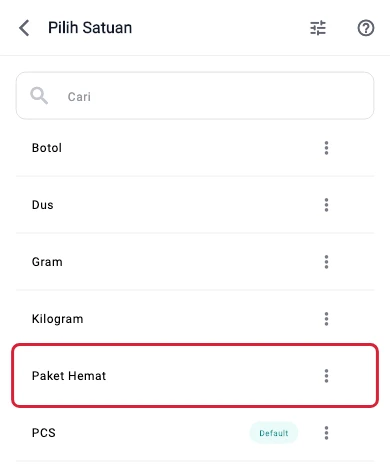 Pilih Satuan
Cari
Botol
Dus
Gram
Kilogram
Paket Hemat
PCS Default